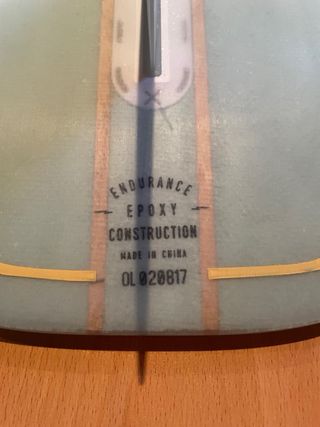 ENDURANCE
EPOXY
CONSTRUCTION
MADE IN CHINA
OL020817